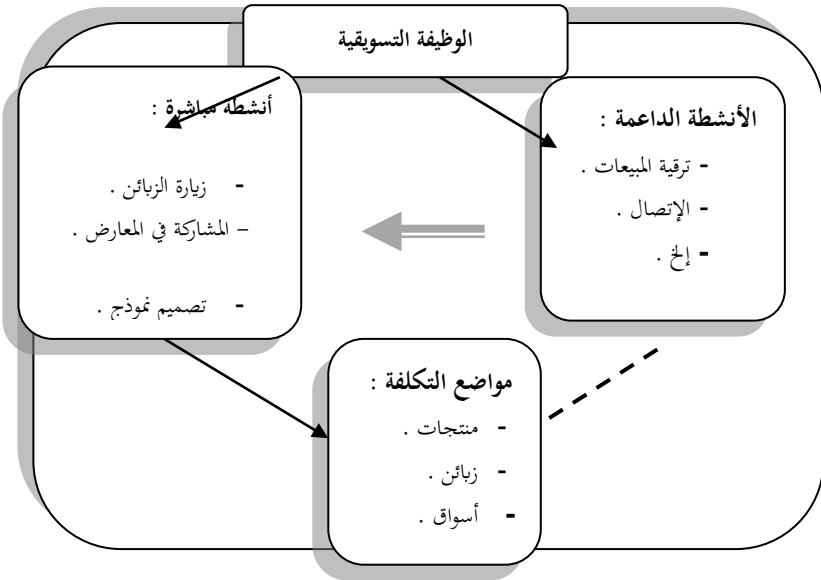 الوظيفة التسويقية
الأنشطة الداعمة :
- ترقية المبيعات .
- الإتصال .
- إلخ .
أنشطة مباشرة :
- زيارة الزبائن .
– المشاركة في المعارض .
- تصميم نموذج .
مواضع التكلفة :
- منتجات .
- زبائن .
- أسواق .